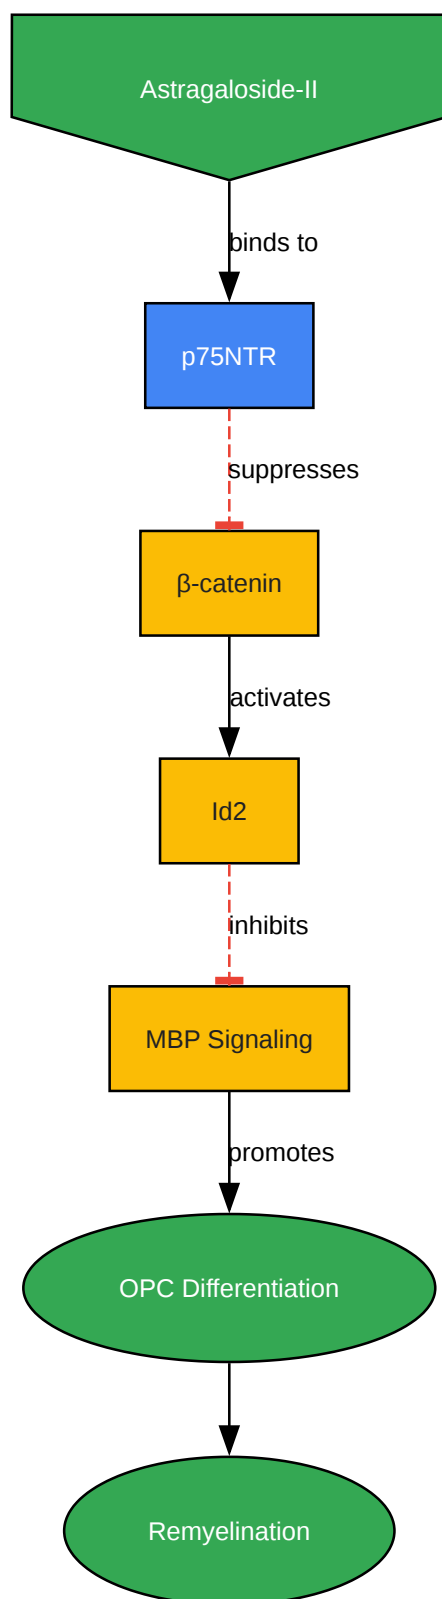 Astragaloside-II
binds to
p75NTR
suppresses
β-catenin
activates
Id2
inhibits
MBP Signaling
promotes
OPC Differentiation
Remyelination